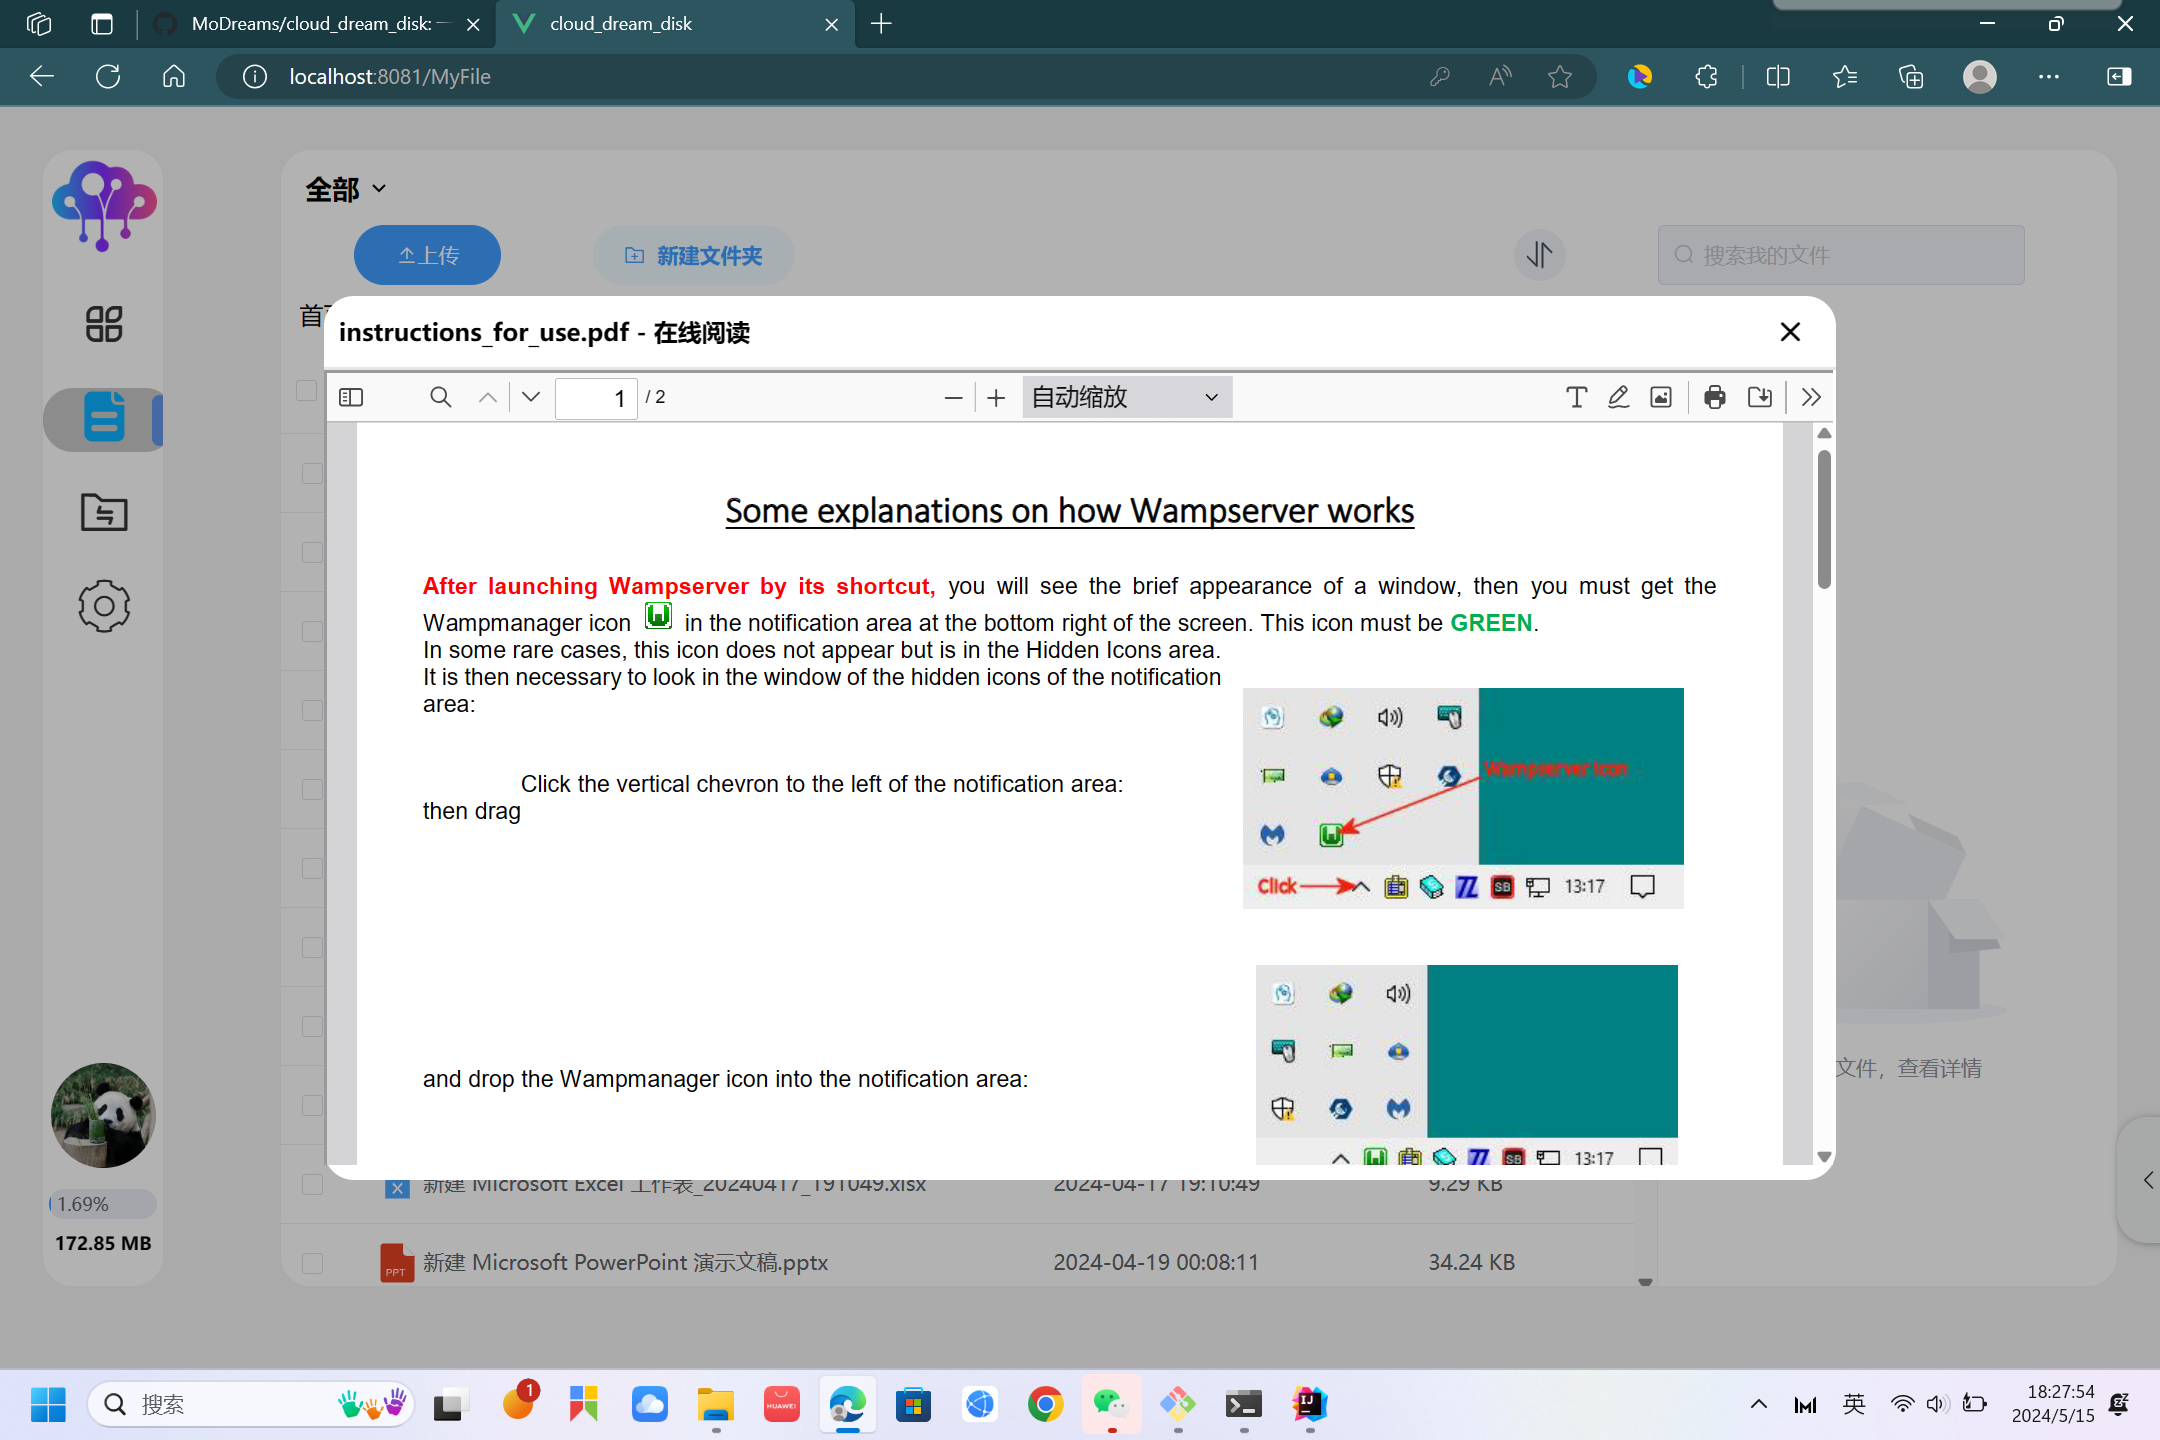 MoDreams/cloud_dream_disk:
cloud_dream_disk
localhost:8081/MyFile
全部
上传
新建文件夹
搜索我的文件
instructions_for_use.pdf - 在线阅读
1 / 2
自动缩放
Some explanations on how Wampserver works
After launching Wampserver by its shortcut, you will see the brief appearance of a window, then you must get the
Wampmanager icon in the notification area at the bottom right of the screen. This icon must be GREEN.
In some rare cases, this icon does not appear but is in the Hidden Icons area.
It is then necessary to look in the window of the hidden icons of the notification
area:
Wampserver icon
Click the vertical chevron to the left of the notification area:
then drag
Click
SB
13:17
and drop the Wampmanager icon into the notification area:
SB
13:17
文件，查看详情
新建 Microsoft Excel 工作表_20240417_191049.xlsx 2024-04-17 19:10:49 9.29 KB
PPT 新建 Microsoft PowerPoint 演示文稿.pptx 2024-04-19 00:08:11 34.24 KB
1.69%
172.85 MB
搜索
1
HUAWEI
IJ
英
18:27:54
2024/5/15